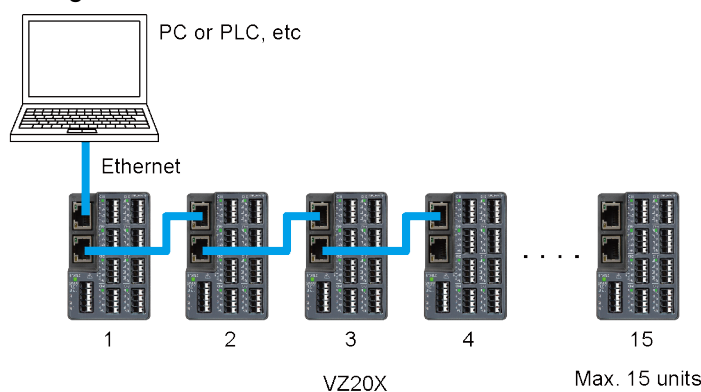 PC or PLC, etc
Ethernet
1
2
3
4
. . . .
15
VZ20X
Max. 15 units